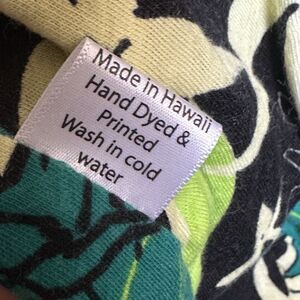 Made in Hawaii
Hand Dyed &
Printed
Wash in cold
water